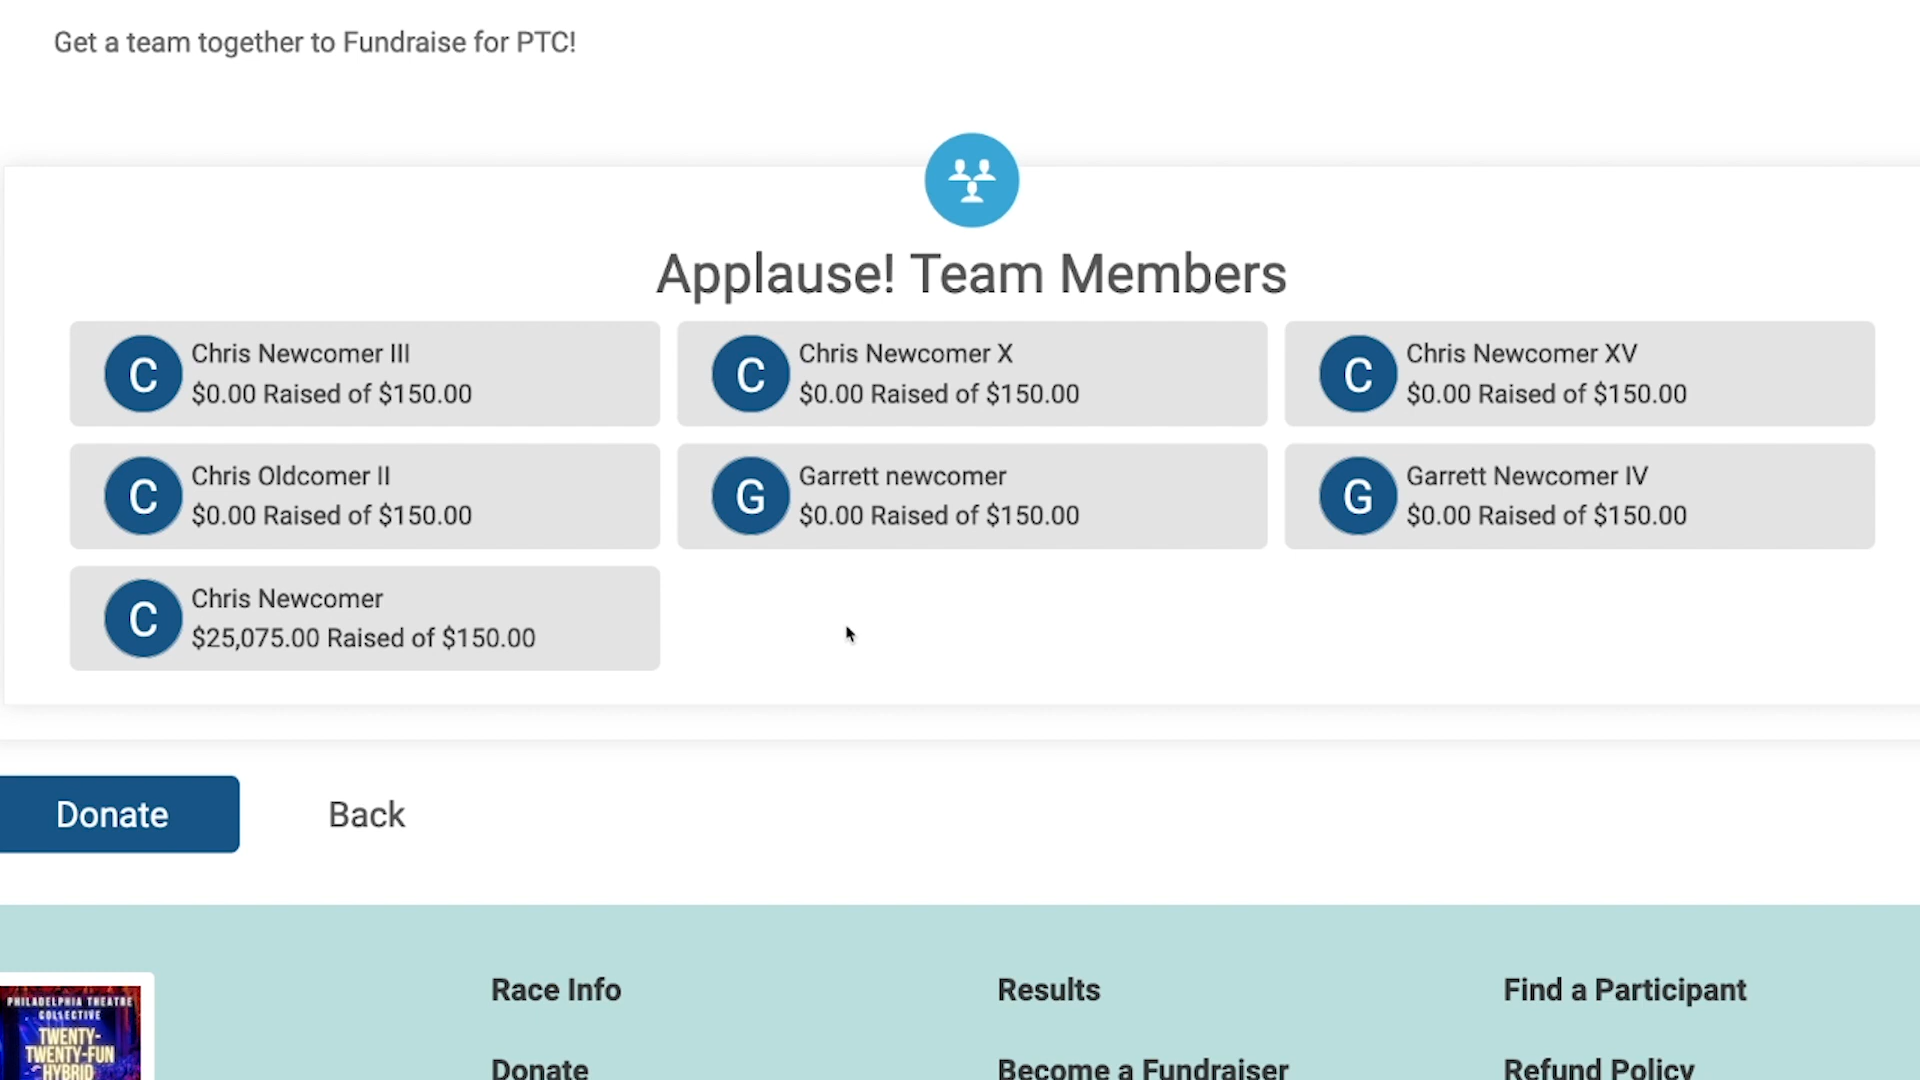 Get a team together to Fundraise for PTC!
Applause! Team Members
C
Chris Newcomer III
$0.00 Raised of $150.00
C
Chris Newcomer X
$0.00 Raised of $150.00
C
Chris Newcomer XV
$0.00 Raised of $150.00
C
Chris Oldcomer II
$0.00 Raised of $150.00
G
Garrett newcomer
$0.00 Raised of $150.00
G
Garrett Newcomer IV
$0.00 Raised of $150.00
C
Chris Newcomer
$25,075.00 Raised of $150.00
Donate
Back
PHILADELPHIA THEATRE
COLLECTIVE
TWENTY-
TWENTY-FUN
HYBRID
Race Info
Results
Find a Participant
Donate
Become a Fundraiser
Refund Policy